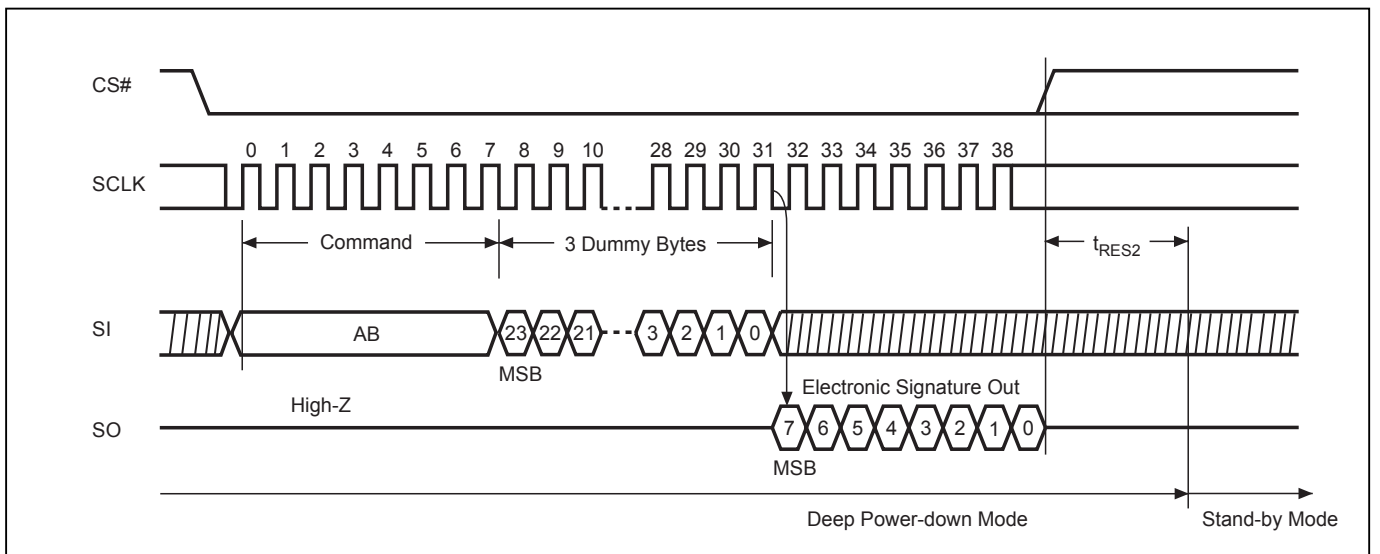 CS#
0 1 2 3 4 5 6 7 8 9 10 28 29 30 31 32 33 34 35 36 37 38
SCLK
Command 3 Dummy Bytes tRES2
SI AB 23 22 21 3 2 1 0
MSB
High-Z Electronic Signature Out
SO 7 6 5 4 3 2 1 0
MSB
Deep Power-down Mode Stand-by Mode